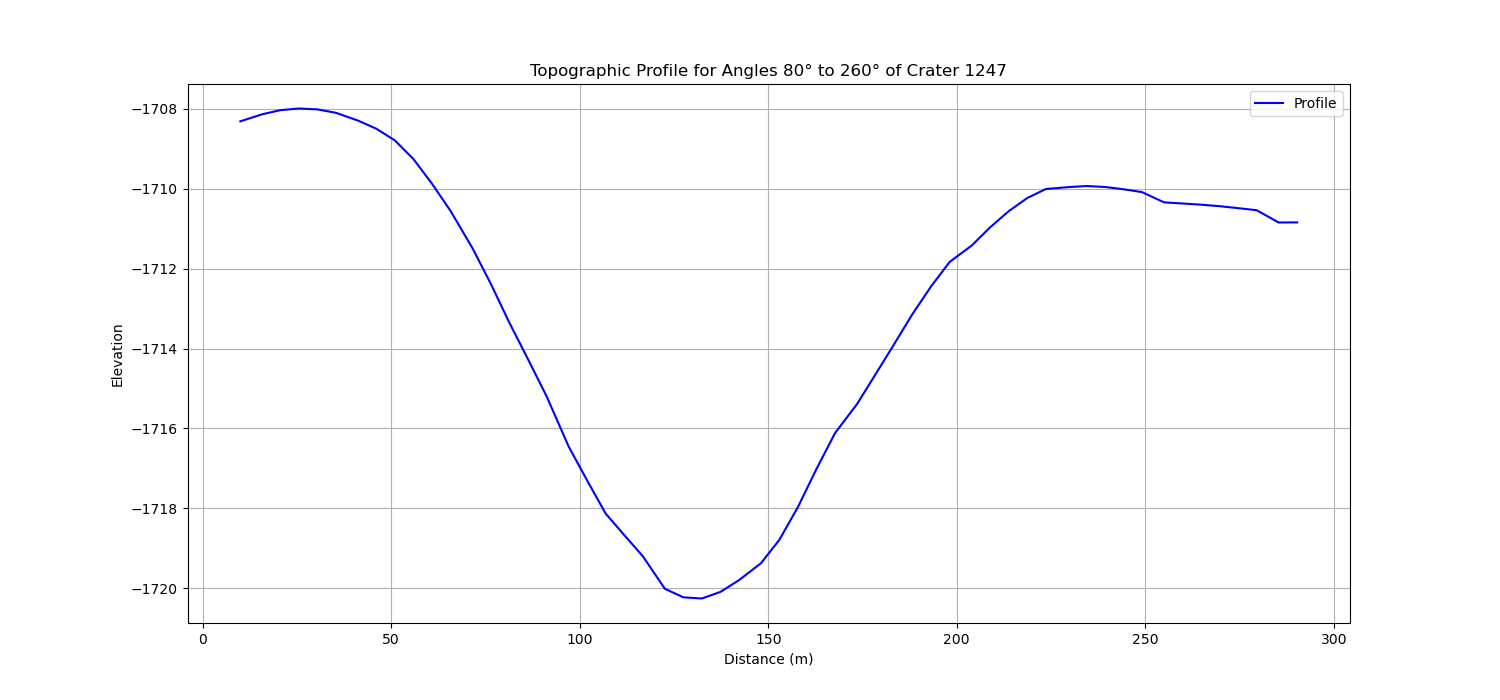 Topographic Profile for Angles 80° to 260° of Crater 1247
Profile
−1708
−1710
−1712
−1714
−1716
−1718
−1720
Elevation
0 50 100 150 200 250 300
Distance (m)